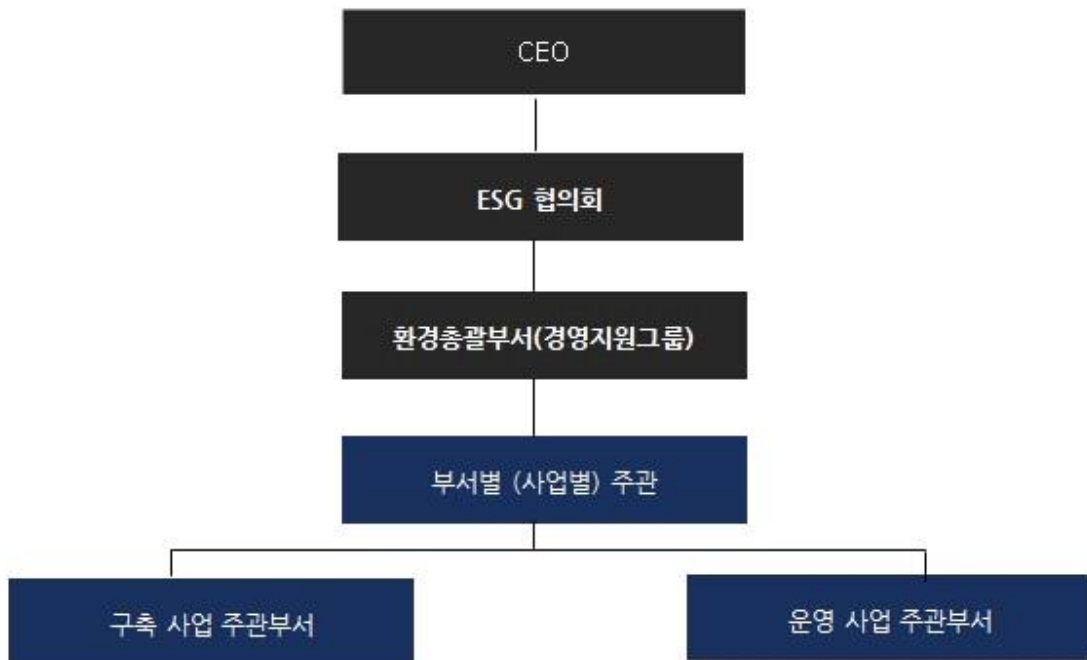 CEO
ESG 협의회
환경총괄부서(경영지원그룹)
부서별 (사업별) 주관
구축 사업 주관부서
운영 사업 주관부서